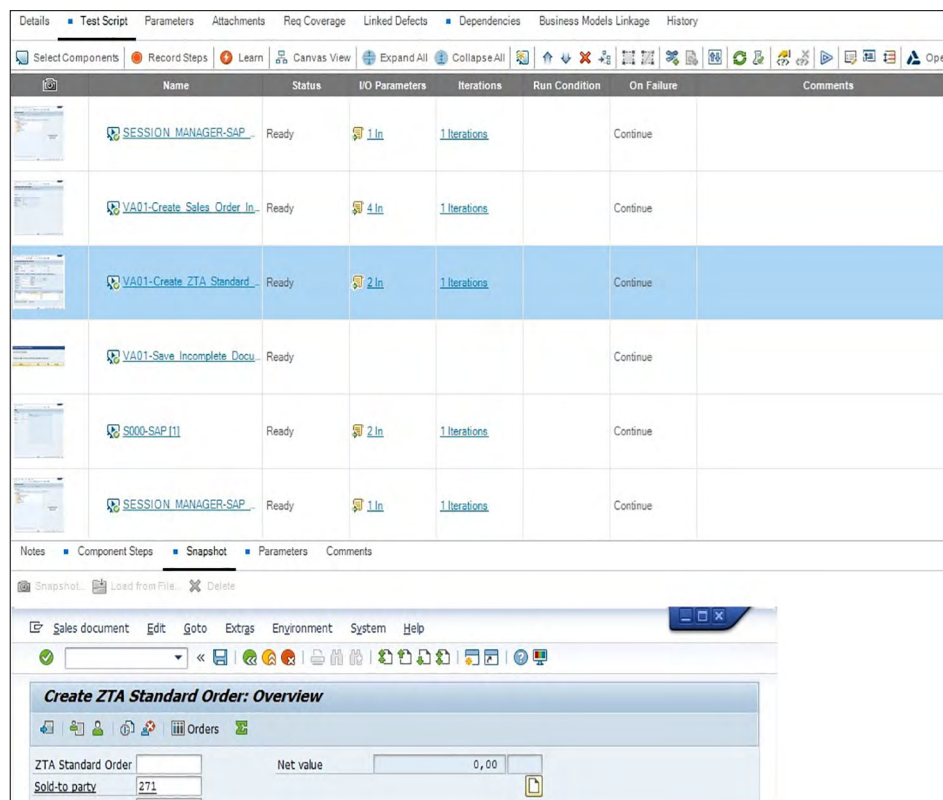 Details Test Script Parameters Attachments Req Coverage Linked Defects Dependencies Business Models Linkage History
Select Components Record Steps Learn Canvas View Expand All Collapse All Ope
Name Status I/O Parameters Iterations Run Condition On Failure Comments
SESSION_MANAGER-SAP_... Ready 1 In 1 Iterations Continue
VA01-Create_Sales_Order_In... Ready 4 In 1 Iterations Continue
VA01-Create_ZTA_Standard_... Ready 2 In 1 Iterations Continue
VA01-Save_Incomplete_Docu... Ready Continue
S000-SAP [1] Ready 2 In 1 Iterations Continue
SESSION_MANAGER-SAP_... Ready 1 In 1 Iterations Continue
Notes Component Steps Snapshot Parameters Comments
Snapshot... Load from File... Delete
Sales document Edit Goto Extras Environment System Help
Create ZTA Standard Order: Overview
Orders
ZTA Standard Order Net value 0,00
Sold-to party 271